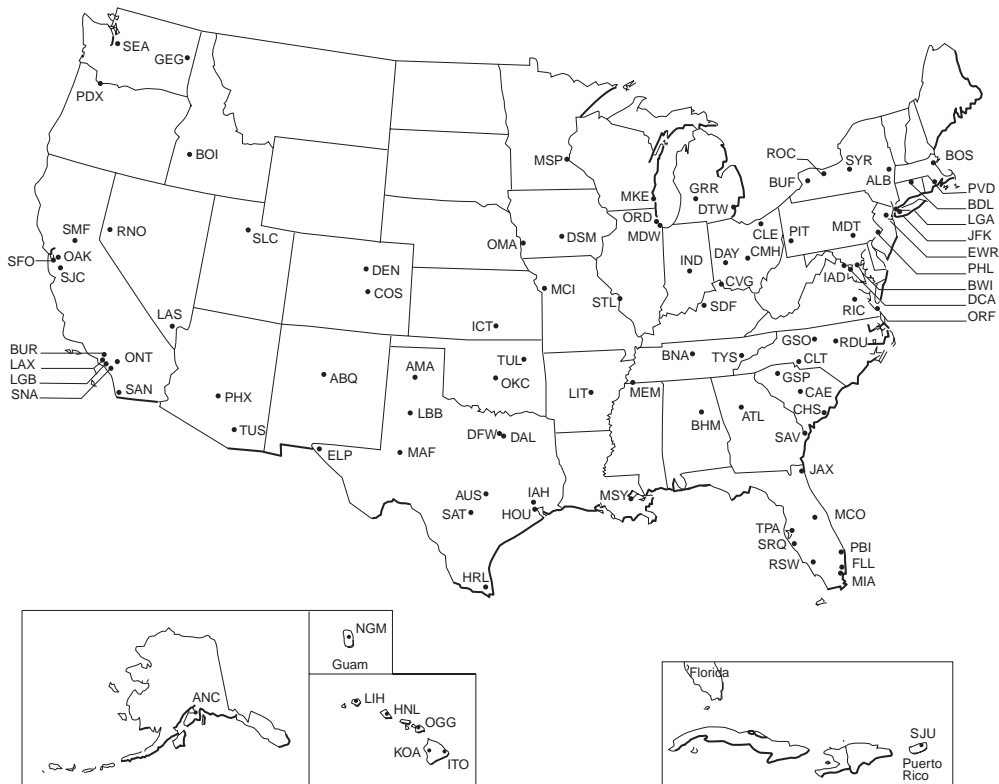 SEA
GEG
PDX
BOI
MSP
ROC
SYR
BOS
BUF
ALB
PVD
BDL
LGA
JFK
EWR
PHL
BWI
DCA
ORF
MKE
GRR
DTW
ORD
MDW
CLE
PIT
MDT
SMF
RNO
SLC
OMA
DSM
OAK
SFO
SJC
DEN
COS
IND
DAY
CMH
CVG
IAD
RIC
MCI
STL
SDF
LAS
ICT
BUR
LAX
LGB
SNA
ONT
SAN
ABQ
AMA
TUL
OKC
LIT
BNA
TYS
GSO
RDU
CLT
GSP
CAE
CHS
MEM
PHX
TUS
LBB
BHM
ATL
SAV
DFW
DAL
ELP
MAF
JAX
AUS
SAT
IAH
HOU
MSY
MCO
TPA
SRQ
RSW
PBI
FLL
MIA
HRL
NGM
Guam
ANC
LIH
HNL
OGG
KOA
ITO
Florida
SJU
Puerto
Rico